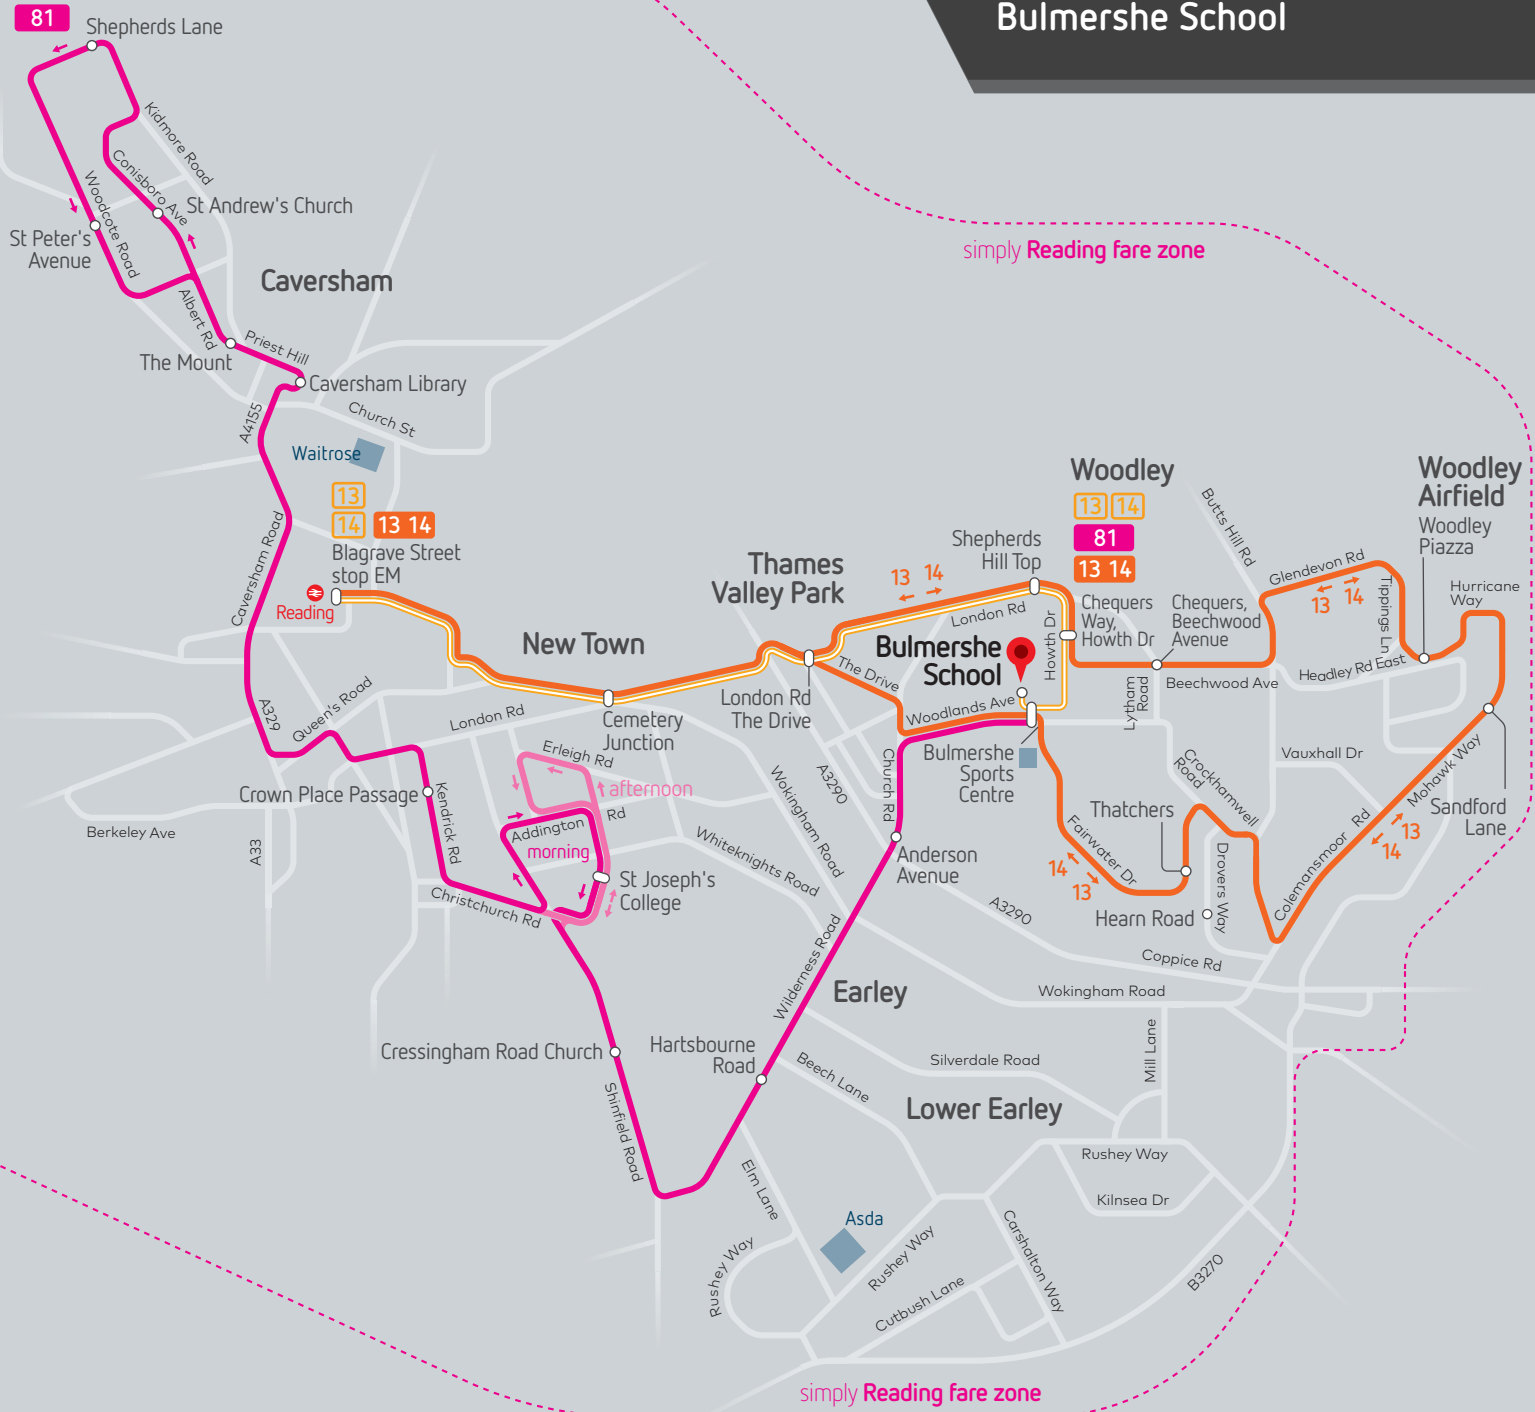 Bulmershe School
81
Shepherds Lane
Kidmore Road
Conisboro Ave
Woodcote Road
St Andrew's Church
St Peter's
Avenue
Caversham
Albert Rd
The Mount
Priest Hill
Caversham Library
A4155
Church St
Waitrose
13
14
13 14
Blagrave Street
stop EM
Reading
Caversham Road
simply Reading fare zone
New Town
Thames
Valley Park
13 14
Shepherds
Hill Top
Woodley
13 14
81
13 14
London Rd
Howth Dr
Chequers
Way,
Howth Dr
Chequers,
Beechwood
Avenue
Butts Hill Rd
Glendevon Rd
13 14
Tippings Ln
Woodley
Airfield
Woodley
Piazza
Hurricane
Way
Headley Rd East
Bulmershe
School
The Drive
London Rd
The Drive
Woodlands Ave
Lytham
Road
Beechwood Ave
Cemetery
Junction
A329
Queen's Road
London Rd
Erleigh Rd
afternoon
Addington
Rd
morning
Crown Place Passage
Kendrick Rd
Berkeley Ave
A33
Christchurch Rd
St Joseph's
College
Whiteknights Road
Wokingham Road
A3290
Church Rd
Bulmershe
Sports
Centre
Anderson
Avenue
Thatchers
Crockhamwell
Road
Vauxhall Dr
Mohawk Way
Sandford
Lane
Fairwater Dr
14
13
Drovers Way
Hearn Road
Colemansmoor Rd
13
14
A3290
Coppice Rd
Wokingham Road
Wilderness Road
Earley
Cressingham Road Church
Hartsbourne
Road
Silverdale Road
Mill Lane
Beech Lane
Shinfield Road
Lower Earley
Rushey Way
Kilnsea Dr
Elm Lane
Asda
Rushey Way
Rushey Way
Carshalton Way
Cutbush Lane
B3270
simply Reading fare zone